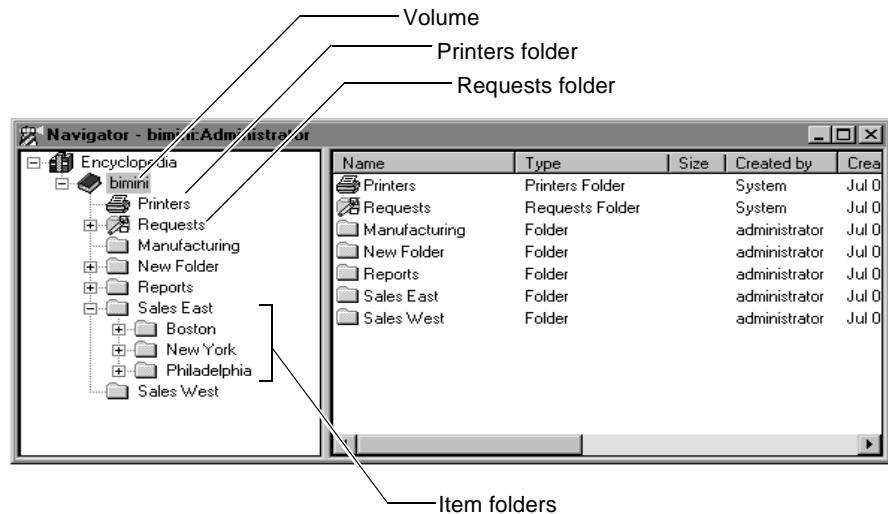 Volume
Printers folder
Requests folder
Navigator - bimini:Administrator
Encyclopedia
bimini
Printers
Requests
Manufacturing
New Folder
Reports
Sales East
Boston
New York
Philadelphia
Sales West
Name Type Size Created by Crea
Printers Printers Folder System Jul 0
Requests Requests Folder System Jul 0
Manufacturing Folder administrator Jul 0
New Folder Folder administrator Jul 0
Reports Folder administrator Jul 0
Sales East Folder administrator Jul 0
Sales West Folder administrator Jul 0
Item folders